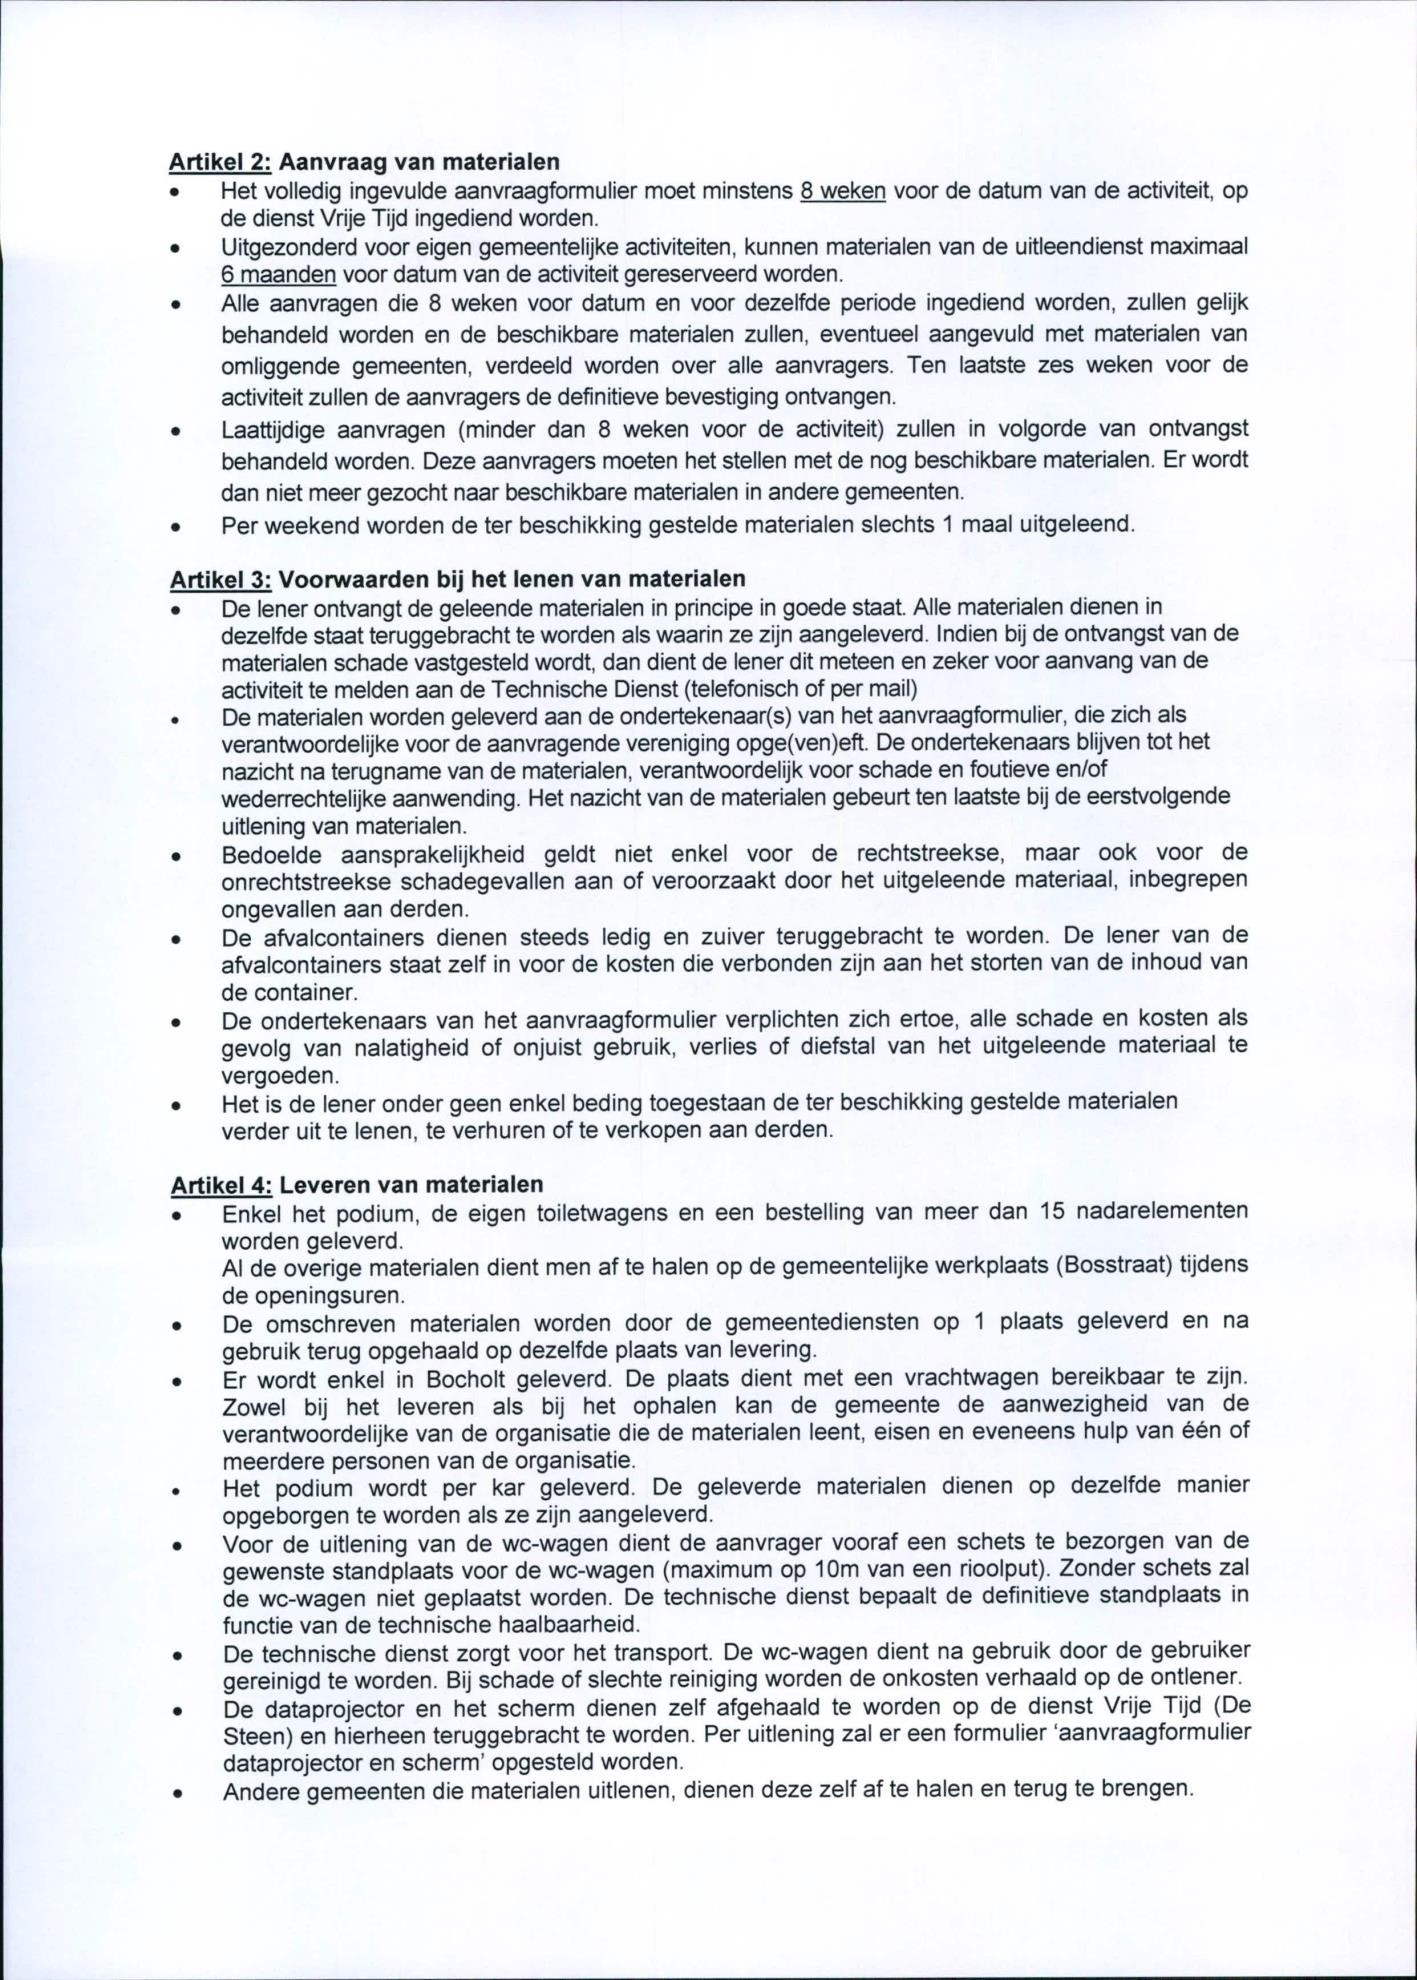 Artikel 2: Aanvraag van materialen
• Het volledig ingevulde aanvraagformulier moet minstens 8 weken voor de datum van de activiteit, op
de dienst Vrije Tijd ingediend worden.
• Uitgezonderd voor eigen gemeentelijke activiteiten, kunnen materialen van de uitleendienst maximaal
6 maanden voor datum van de activiteit gereserveerd worden.
• Alle aanvragen die 8 weken voor datum en voor dezelfde periode ingediend worden, zullen gelijk
behandeld worden en de beschikbare materialen zullen, eventueel aangevuld met materialen van
omliggende gemeenten, verdeeld worden over alle aanvragers. Ten laatste zes weken voor de
activiteit zullen de aanvragers de definitieve bevestiging ontvangen.
• Laattijdige aanvragen (minder dan 8 weken voor de activiteit) zullen in volgorde van ontvangst
behandeld worden. Deze aanvragers moeten het stellen met de nog beschikbare materialen. Er wordt
dan niet meer gezocht naar beschikbare materialen in andere gemeenten.
• Per weekend worden de ter beschikking gestelde materialen slechts 1 maal uitgeleend.
Artikel 3: Voorwaarden bij het lenen van materialen
• De lener ontvangt de geleende materialen in principe in goede staat. Alle materialen dienen in
dezelfde staat teruggebracht te worden als waarin ze zijn aangeleverd. Indien bij de ontvangst van de
materialen schade vastgesteld wordt, dan dient de lener dit meteen en zeker voor aanvang van de
activiteit te melden aan de Technische Dienst (telefonisch of per mail)
• De materialen worden geleverd aan de ondertekenaar(s) van het aanvraagformulier, die zich als
verantwoordelijke voor de aanvragende vereniging opge(ven)eft. De ondertekenaars blijven tot het
nazicht na terugname van de materialen, verantwoordelijk voor schade en foutieve en/of
wederrechtelijke aanwending. Het nazicht van de materialen gebeurt ten laatste bij de eerstvolgende
uitlening van materialen.
• Bedoelde aansprakelijkheid geldt niet enkel voor de rechtstreekse, maar ook voor de
onrechtstreekse schadegevallen aan of veroorzaakt door het uitgeleende materiaal, inbegrepen
ongevallen aan derden.
• De afvalcontainers dienen steeds ledig en zuiver teruggebracht te worden. De lener van de
afvalcontainers staat zelf in voor de kosten die verbonden zijn aan het storten van de inhoud van
de container.
• De ondertekenaars van het aanvraagformulier verplichten zich ertoe, alle schade en kosten als
gevolg van nalatigheid of onjuist gebruik, verlies of diefstal van het uitgeleende materiaal te
vergoeden.
• Het is de lener onder geen enkel beding toegestaan de ter beschikking gestelde materialen
verder uit te lenen, te verhuren of te verkopen aan derden.
Artikel 4: Leveren van materialen
• Enkel het podium, de eigen toiletwagens en een bestelling van meer dan 15 nadarelementen
worden geleverd.
Al de overige materialen dient men af te halen op de gemeentelijke werkplaats (Bosstraat) tijdens
de openingsuren.
• De omschreven materialen worden door de gemeentediensten op 1 plaats geleverd en na
gebruik terug opgehaald op dezelfde plaats van levering.
• Er wordt enkel in Bocholt geleverd. De plaats dient met een vrachtwagen bereikbaar te zijn.
Zowel bij het leveren als bij het ophalen kan de gemeente de aanwezigheid van de
verantwoordelijke van de organisatie die de materialen leent, eisen en eveneens hulp van één of
meerdere personen van de organisatie.
• Het podium wordt per kar geleverd. De geleverde materialen dienen op dezelfde manier
opgeborgen te worden als ze zijn aangeleverd.
• Voor de uitlening van de wc-wagen dient de aanvrager vooraf een schets te bezorgen van de
gewenste standplaats voor de wc-wagen (maximum op 10m van een rioolput). Zonder schets zal
de wc-wagen niet geplaatst worden. De technische dienst bepaalt de definitieve standplaats in
functie van de technische haalbaarheid.
• De technische dienst zorgt voor het transport. De wc-wagen dient na gebruik door de gebruiker
gereinigd te worden. Bij schade of slechte reiniging worden de onkosten verhaald op de ontlener.
• De dataprojector en het scherm dienen zelf afgehaald te worden op de dienst Vrije Tijd (De
Steen) en hierheen teruggebracht te worden. Per uitlening zal er een formulier ‘aanvraagformulier
dataprojector en scherm’ opgesteld worden.
• Andere gemeenten die materialen uitlenen, dienen deze zelf af te halen en terug te brengen.